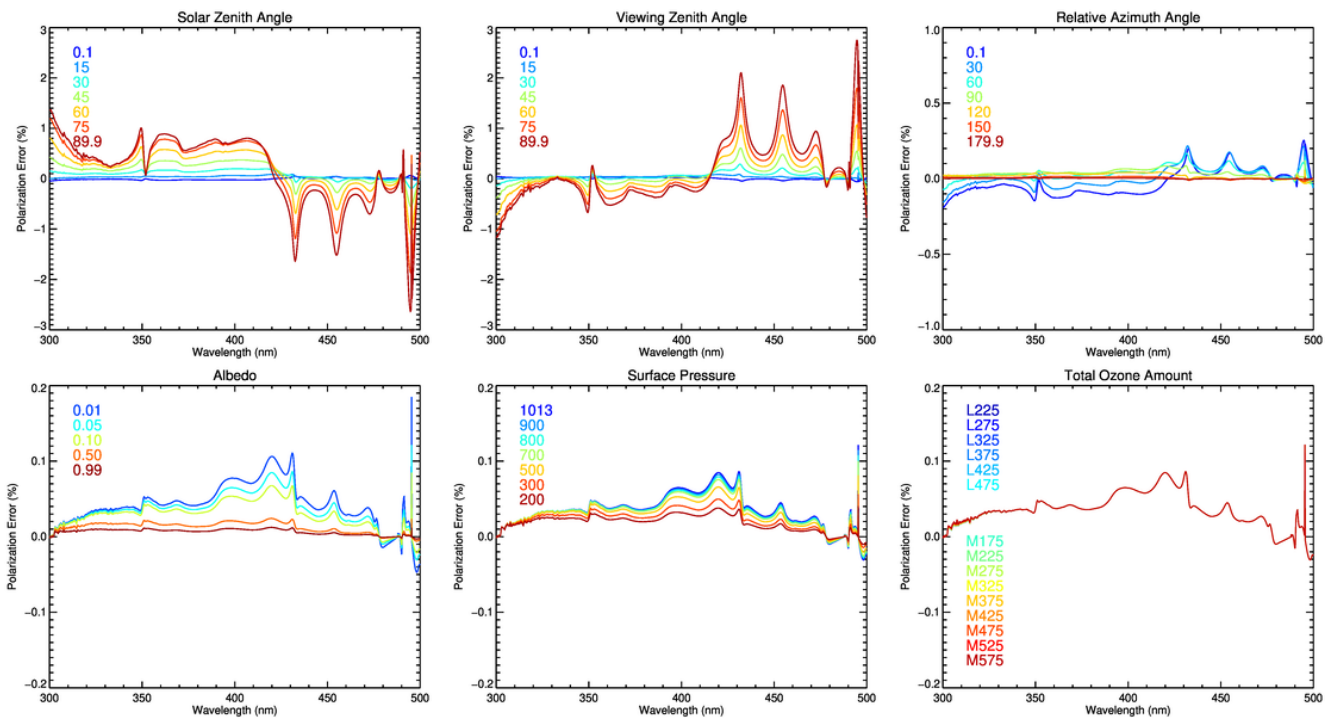 Solar Zenith Angle
3
2
1
0
−1
−2
−3
Polarization Error (%)
0.1
15
30
45
60
75
89.9
300
350
400
450
500
Wavelength (nm)
Viewing Zenith Angle
3
2
1
0
−1
−2
−3
Polarization Error (%)
0.1
15
30
45
60
75
89.9
300
350
400
450
500
Wavelength (nm)
Relative Azimuth Angle
1.0
0.5
0.0
−0.5
−1.0
Polarization Error (%)
0.1
30
60
90
120
150
179.9
300
350
400
450
500
Wavelength (nm)
Albedo
0.2
0.1
0.0
−0.1
−0.2
Polarization Error (%)
0.01
0.05
0.10
0.50
0.99
300
350
400
450
500
Wavelength (nm)
Surface Pressure
0.2
0.1
0.0
−0.1
−0.2
Polarization Error (%)
1013
900
800
700
500
300
200
300
350
400
450
500
Wavelength (nm)
Total Ozone Amount
0.2
0.1
0.0
−0.1
−0.2
Polarization Error (%)
L225
L275
L325
L375
L425
L475
M175
M225
M275
M325
M375
M425
M475
M525
M575
300
350
400
450
500
Wavelength (nm)